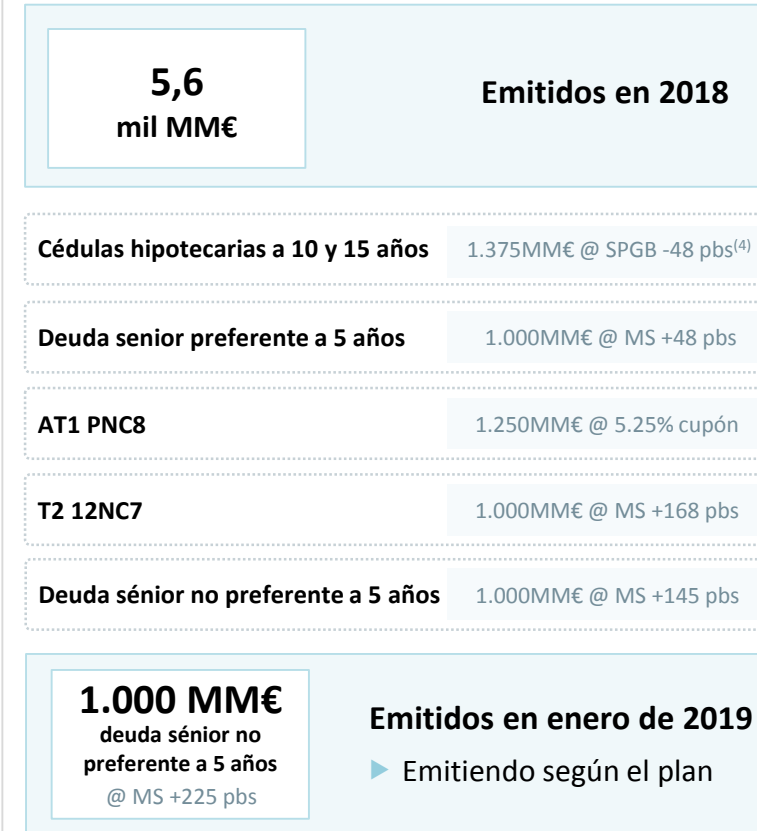 5,6
mil MM€
Emitidos en 2018
Cédulas hipotecarias a 10 y 15 años 1.375MM€ @ SPGB -48 pbs(4)
Deuda senior preferente a 5 años 1.000MM€ @ MS +48 pbs
AT1 PNC8 1.250MM€ @ 5.25% cupón
T2 12NC7 1.000MM€ @ MS +168 pbs
Deuda sénior no preferente a 5 años 1.000MM€ @ MS +145 pbs
1.000 MM€
deuda sénior no
preferente a 5 años
@ MS +225 pbs
Emitidos en enero de 2019
Emitiendo según el plan